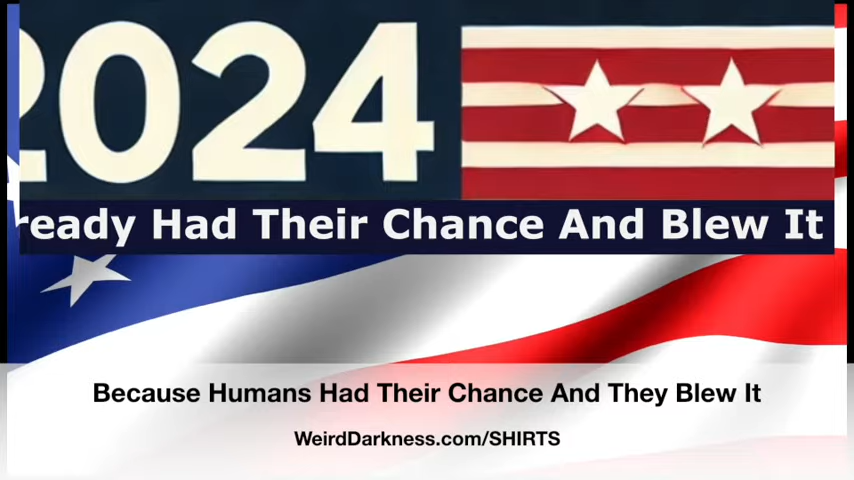 2024
ready Had Their Chance And Blew It
Because Humans Had Their Chance And They Blew It
WeirdDarkness.com/SHIRTS